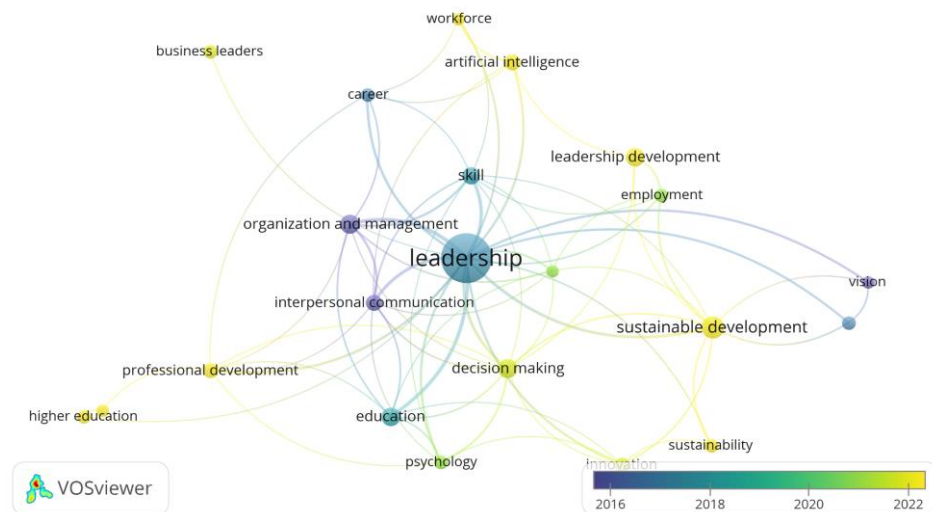 workforce
business leaders
artificial intelligence
career
leadership development
skill
employment
organization and management
leadership
vision
interpersonal communication
sustainable development
professional development
decision making
higher education
education
sustainability
psychology
innovation
VOSviewer
2016 2018 2020 2022